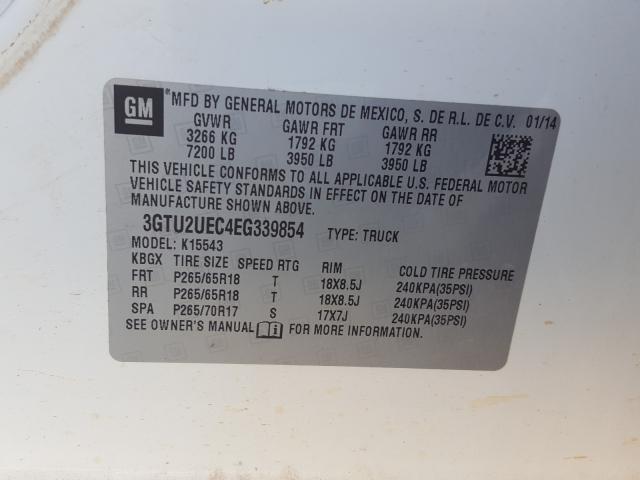 GM *MFD BY GENERAL MOTORS DE MEXICO, S. DE R.L. DE C.V. 01/14
GVWR GAWR FRT GAWR RR
3266 KG 1792 KG 1792 KG
7200 LB 3950 LB 3950 LB
THIS VEHICLE CONFORMS TO ALL APPLICABLE U.S. FEDERAL MOTOR
VEHICLE SAFETY STANDARDS IN EFFECT ON THE DATE OF
MANUFACTURE SHOWN ABOVE.
3GTU2UEC4EG339854 TYPE: TRUCK
MODEL: K15543
KBGX TIRE SIZE SPEED RTG RIM COLD TIRE PRESSURE
FRT P265/65R18 T 18X8.5J 240KPA(35PSI)
RR P265/65R18 T 18X8.5J 240KPA(35PSI)
SPA P265/70R17 S 17X7J 240KPA(35PSI)
SEE OWNER'S MANUAL FOR MORE INFORMATION.